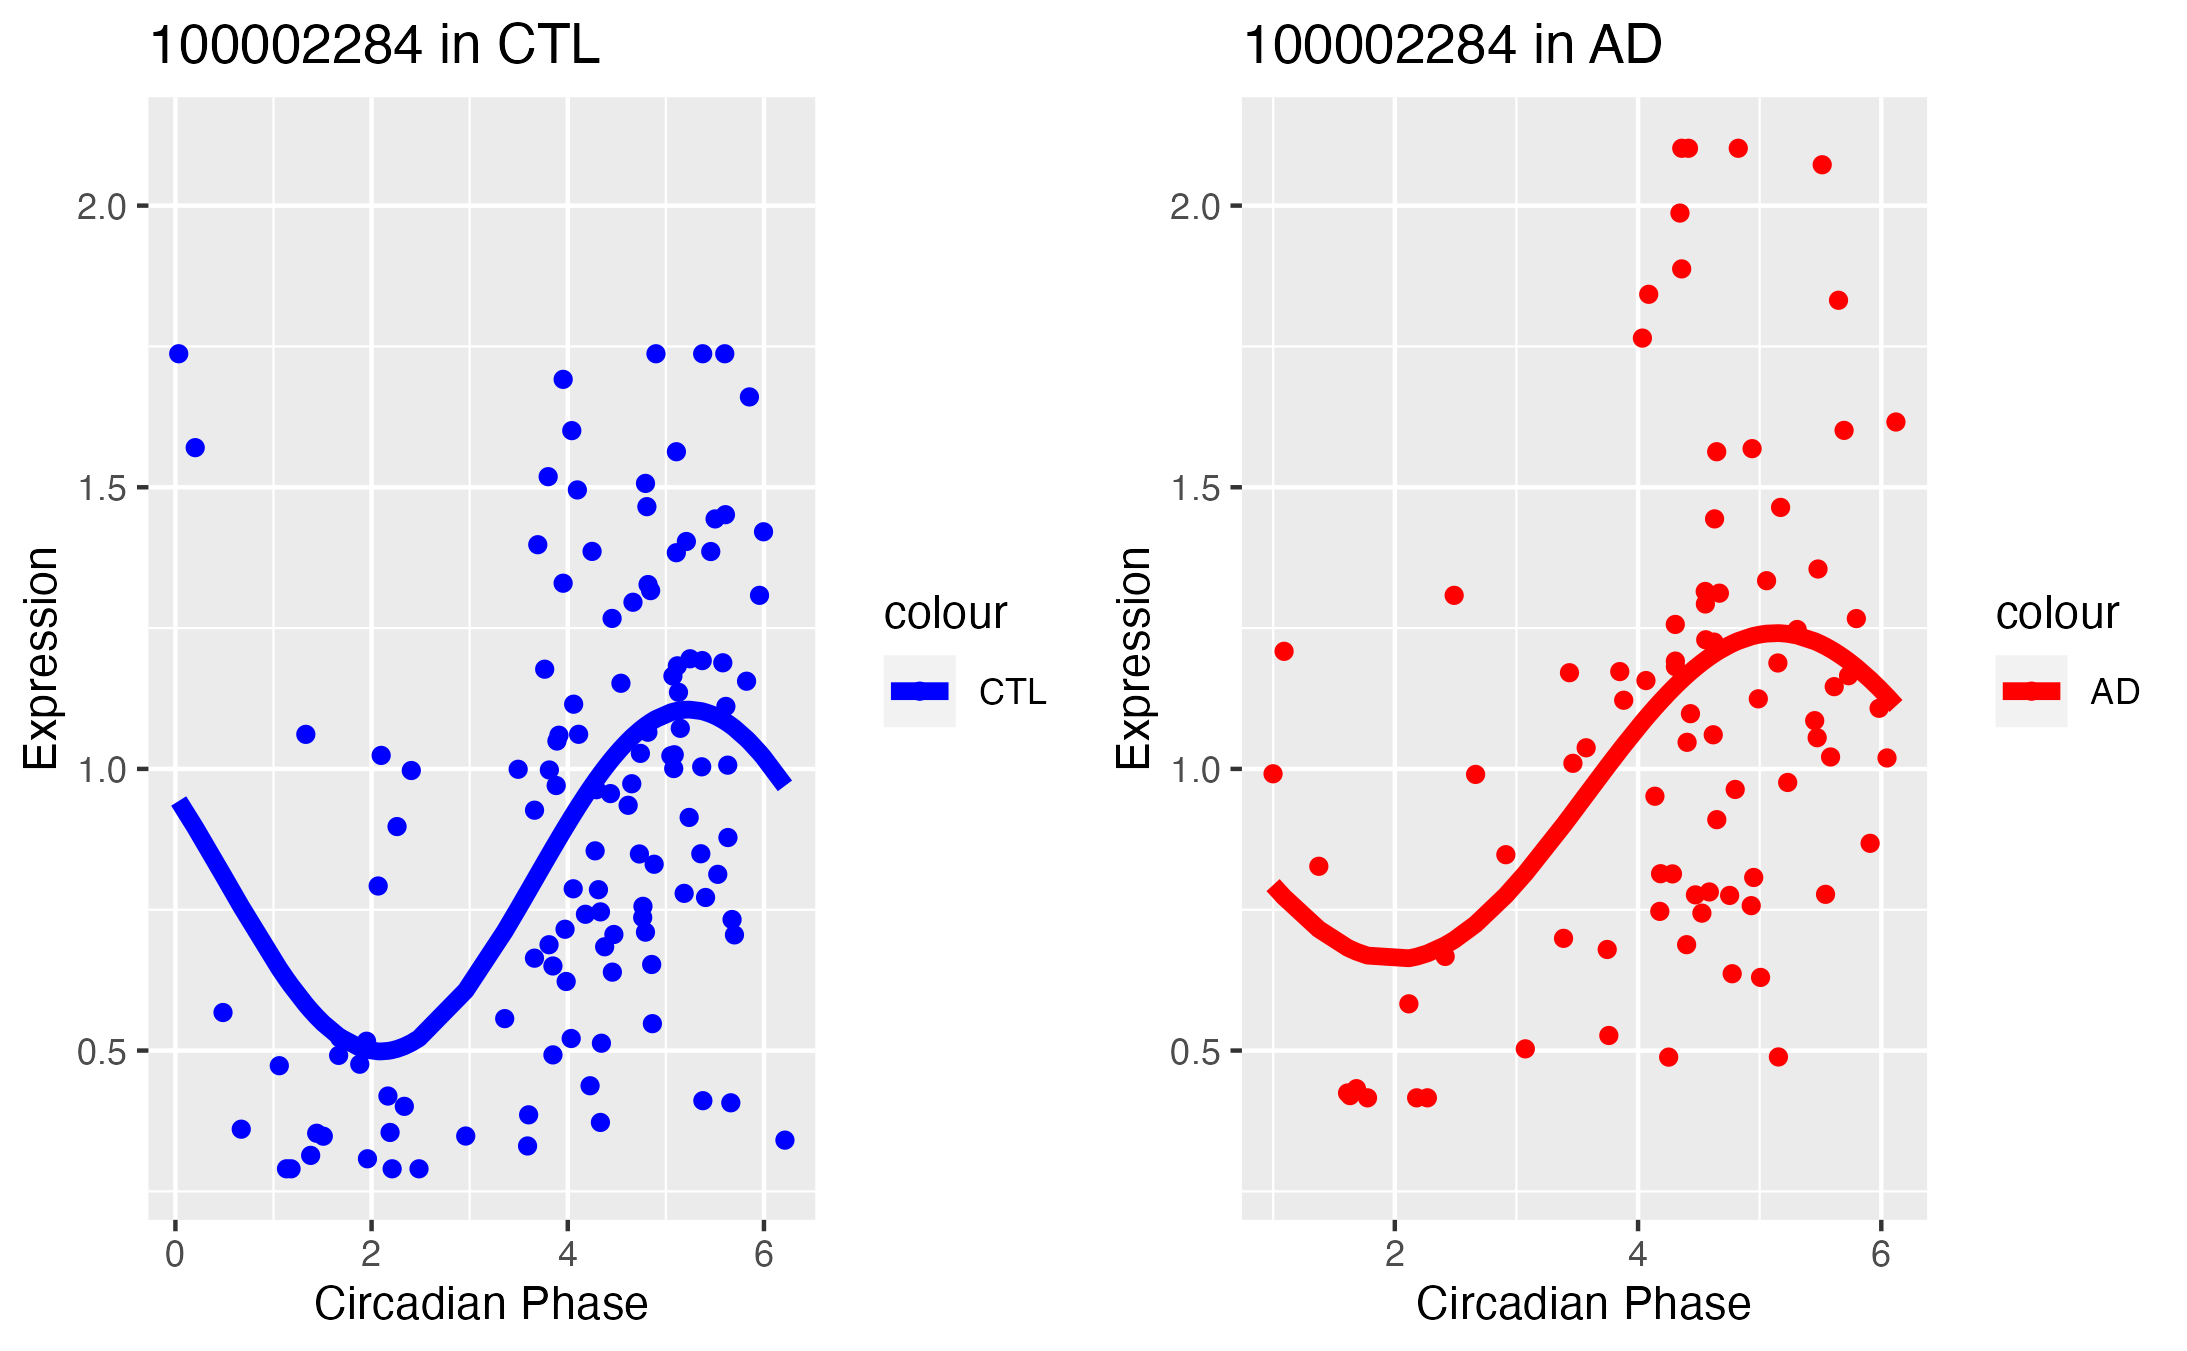 100002284 in CTL
Expression
2.0
1.5
1.0
0.5
0 2 4 6
Circadian Phase
colour
CTL
100002284 in AD
Expression
2.0
1.5
1.0
0.5
2 4 6
Circadian Phase
colour
AD